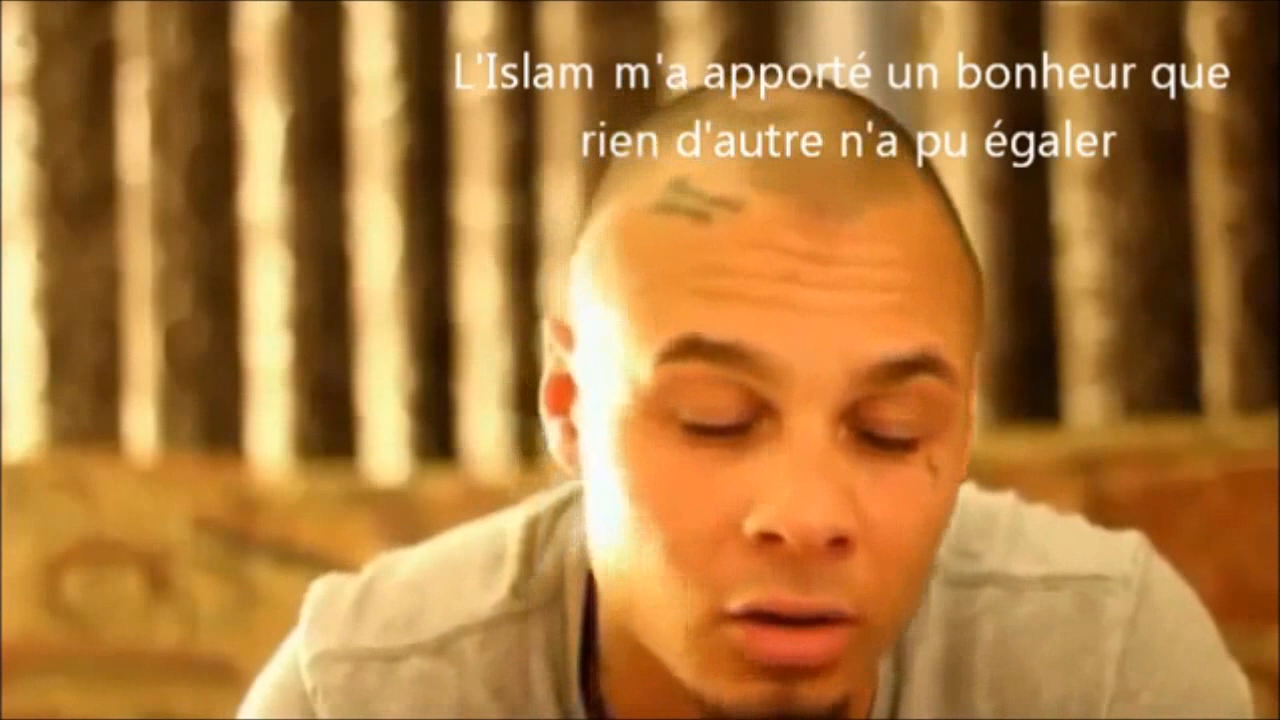 L'Islam m'a apporté un bonheur que
rien d'autre n'a pu égaler